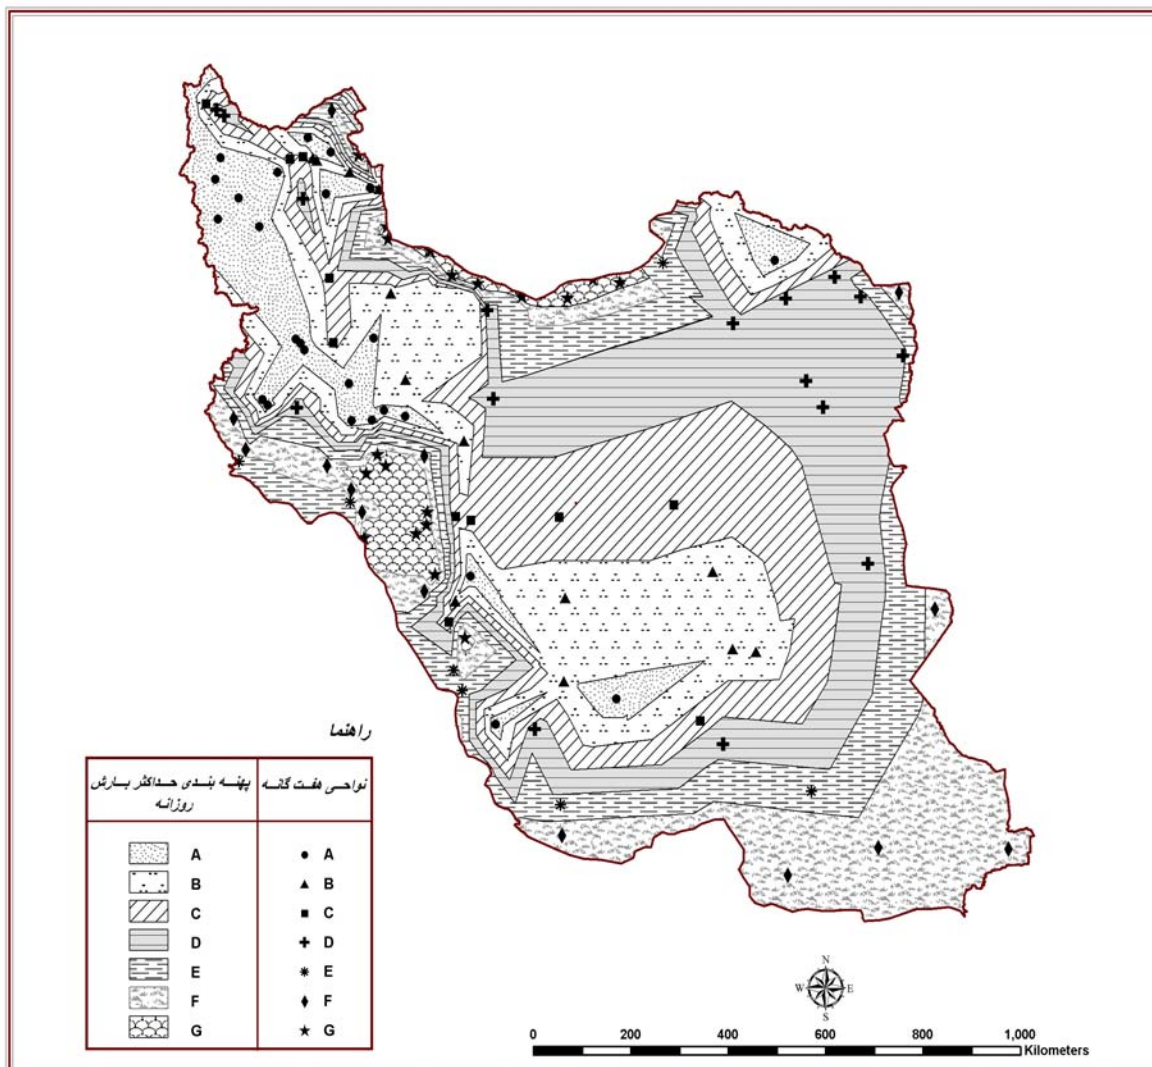 راهنما
نواحی هفت گانه
پهنه بندی حداکثر بارش
روزانه
A A
B B
C C
D D
E E
F F
G G
N
W E
S
0 200 400 600 800 1,000
Kilometers